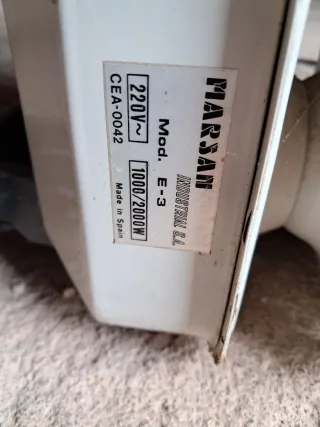 MARSAN
INDUSTRIAL S.A.
Mod. E-3
220V~ 1000/2000W
CEA-0042 Made in Spain